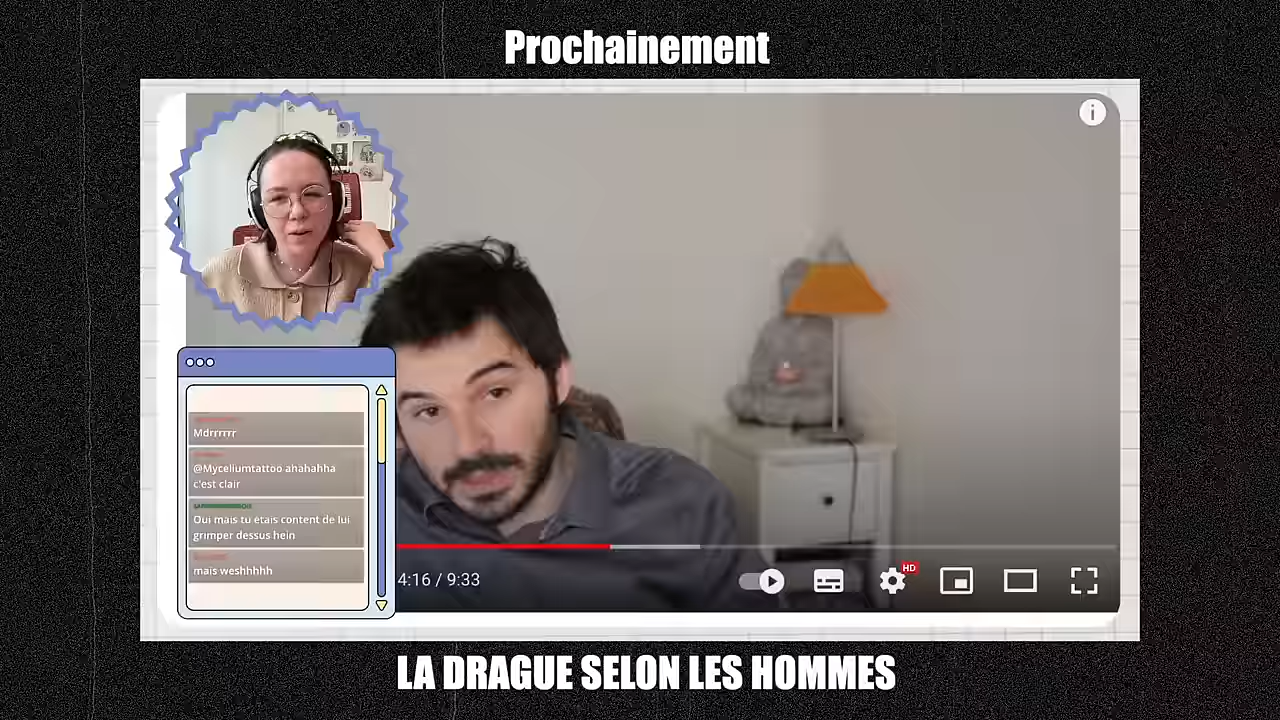 Prochainement
Mdrrrrrr
@Myceliumtattoo ahahahha
c'est clair
Oui mais tu étais content de lui
grimper dessus hein
mais weshhhhh
4:16 / 9:33
HD
LA DRAGUE SELON LES HOMMES